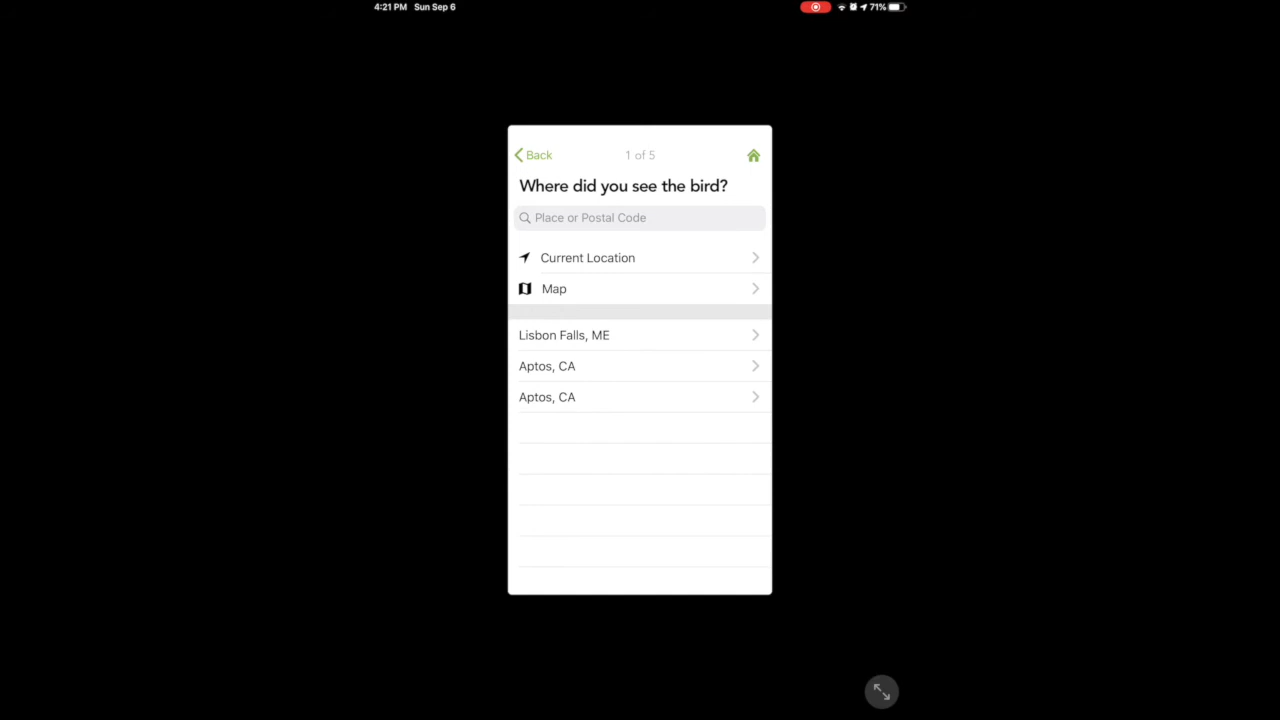 4:21 PM Sun Sep 6
71%
Back
1 of 5
Where did you see the bird?
Place or Postal Code
Current Location
Map
Lisbon Falls, ME
Aptos, CA
Aptos, CA